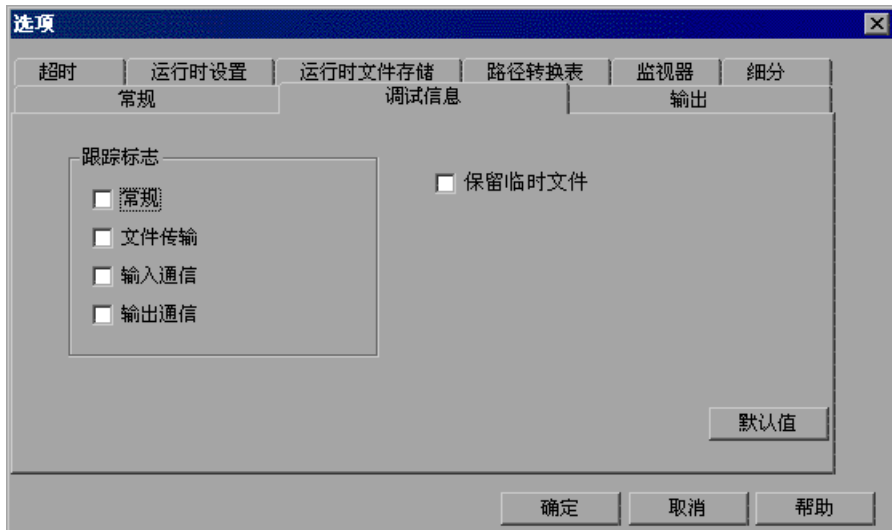 选项
超时 运行时设置 运行时文件存储 路径转换表 监视器 细分
常规 调试信息 输出
跟踪标志
常规
文件传输
输入通信
输出通信
保留临时文件
默认值
确定 取消 帮助